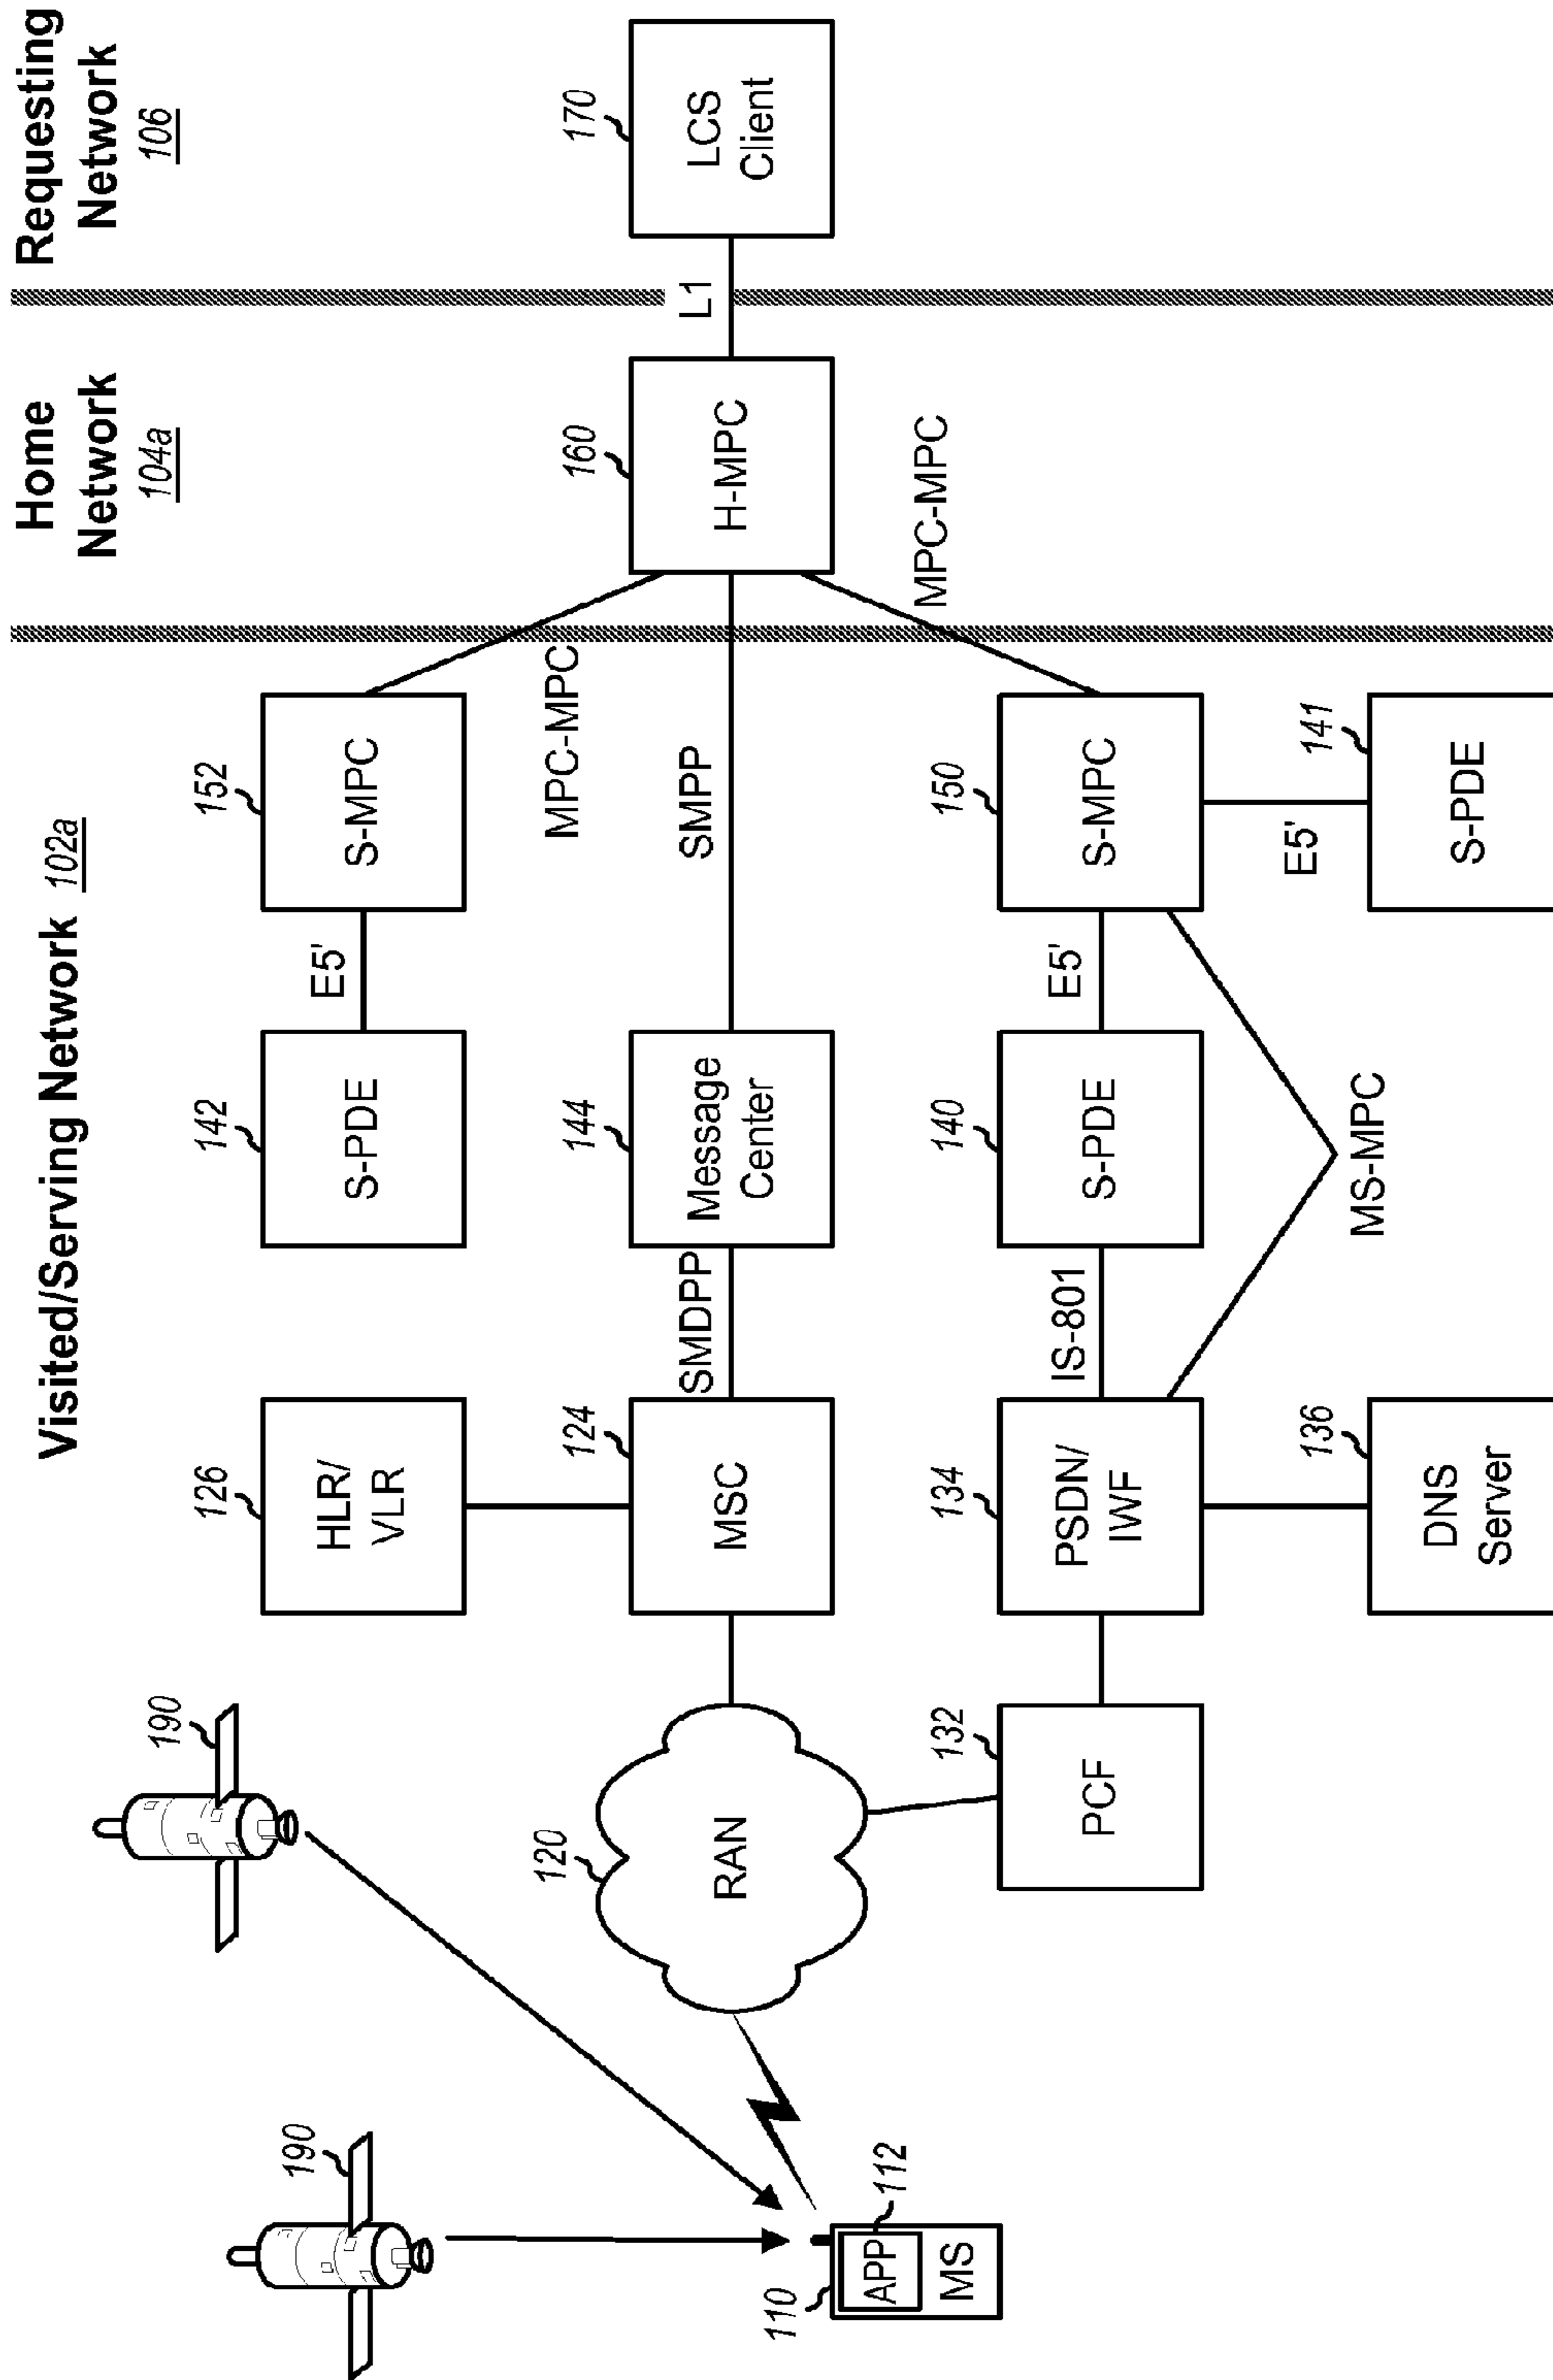 Visited/Serving Network 102a
Home
Network
104a
Requesting
Network
106
190
190
126
HLR/
VLR
142
S-PDE
E5'
152
S-MPC
MPC-MPC
120
RAN
124
MSC
SMDPP
144
Message
Center
SMPP
160
H-MPC
L1
170
LCS
Client
MPC-MPC
110
APP
112
MS
132
PCF
134
PSDN/
IWF
IS-801
140
S-PDE
E5'
150
S-MPC
MS-MPC
E5'
136
DNS
Server
141
S-PDE